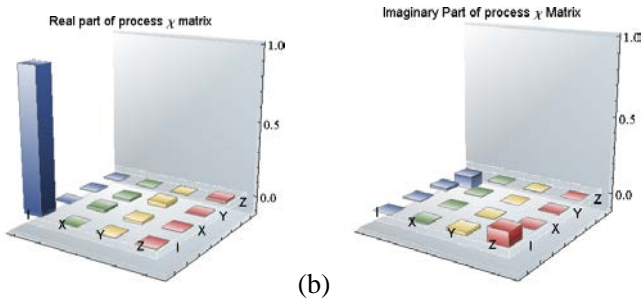 Real part of process χ matrix
1.0
0.5
0.0
I
X
Y
Z
I
X
Y
Z
Imaginary Part of process χ Matrix
1.0
0.5
0.0
I
X
Y
Z
I
X
Y
Z
(b)